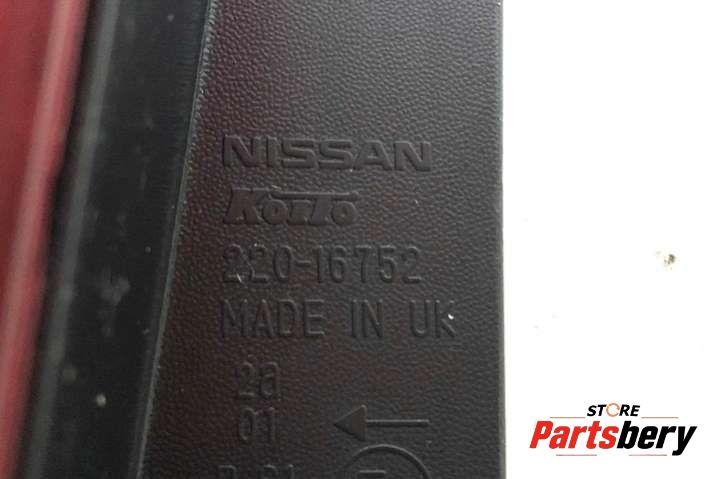 NISSAN
Koito
220-16752
MADE IN UK
2a
01
STORE
Partsbery